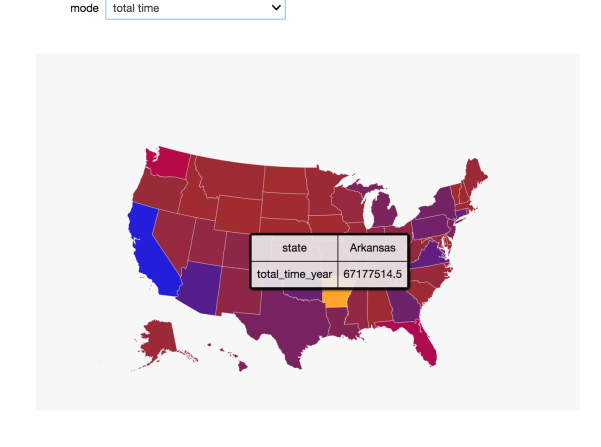 mode total time
state Arkansas
total_time_year 67177514.5